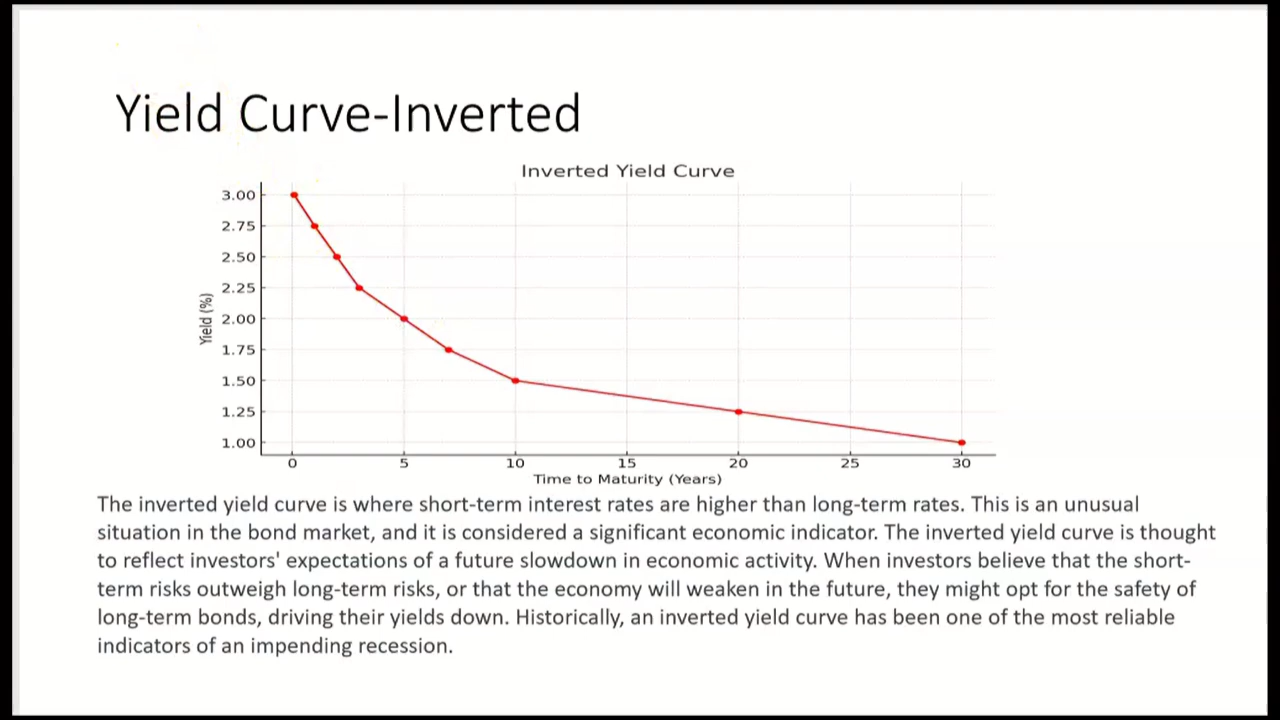 Yield Curve-Inverted
Inverted Yield Curve
3.00
2.75
2.50
2.25
2.00
1.75
1.50
1.25
1.00
Yield (%)
0 5 10 15 20 25 30
Time to Maturity (Years)
The inverted yield curve is where short-term interest rates are higher than long-term rates. This is an unusual
situation in the bond market, and it is considered a significant economic indicator. The inverted yield curve is thought
to reflect investors' expectations of a future slowdown in economic activity. When investors believe that the short-
term risks outweigh long-term risks, or that the economy will weaken in the future, they might opt for the safety of
long-term bonds, driving their yields down. Historically, an inverted yield curve has been one of the most reliable
indicators of an impending recession.